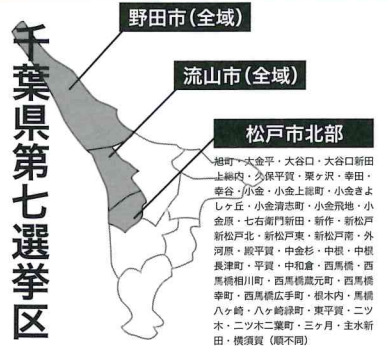 千葉県第七選挙区
野田市(全域)
流山市(全域)
松戸市北部
旭町・大金平・大谷口・大谷口新田
上総内・久保平賀・栗ヶ沢・幸田・
幸谷・小金・小金上総町・小金きよ
しヶ丘・小金清志町・小金飛地・小
金原・七右衛門新田・新作・新松戸
新松戸北・新松戸東・新松戸南・外
河原・殿平賀・中金杉・中根・中根
長津町・平賀・中和倉・西馬橋・西
馬橋相川町・西馬橋蔵元町・西馬橋
幸町・西馬橋広手町・根木内・馬橋
八ヶ崎・八ヶ崎緑町・東平賀・二ツ
木・二ツ木二葉町・三ヶ月・主水新
田・横須賀(順不同)